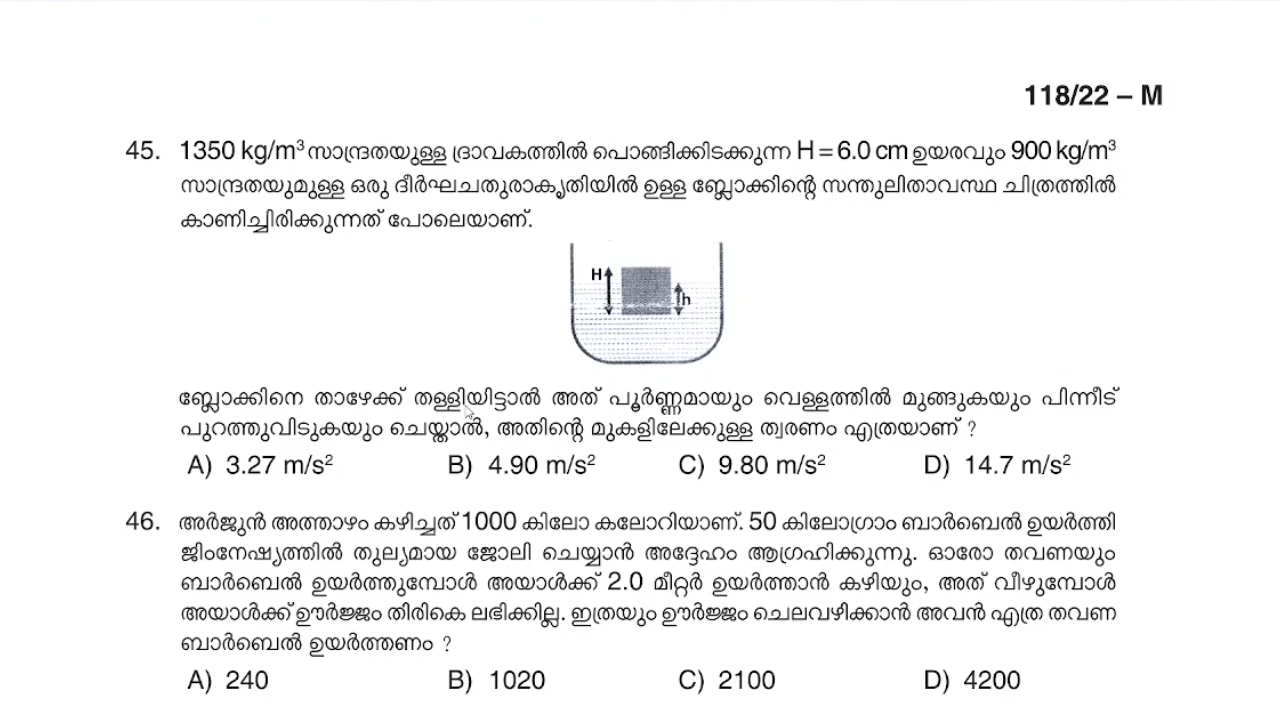 118/22 – M
45. 1350 kg/m³ സാന്ദ്രതയുള്ള ദ്രാവകത്തിൽ പൊങ്ങിക്കിടക്കുന്ന H = 6.0 cm ഉയരവും 900 kg/m³
സാന്ദ്രതയുമുള്ള ഒരു ദീർഘചതുരാകൃതിയിൽ ഉള്ള ബ്ലോക്കിന്റെ സന്തുലിതാവസ്ഥ ചിത്രത്തിൽ
കാണിച്ചിരിക്കുന്നത് പോലെയാണ്.
H
h
ബ്ലോക്കിനെ താഴേക്ക് തള്ളിയിട്ടാൽ അത് പൂർണ്ണമായും വെള്ളത്തിൽ മുങ്ങുകയും പിന്നീട്
പുറത്തുവിടുകയും ചെയ്താൽ, അതിന്റെ മുകളിലേക്കുള്ള ത്വരണം എത്രയാണ് ?
A) 3.27 m/s² B) 4.90 m/s² C) 9.80 m/s² D) 14.7 m/s²
46. അർജുൻ അത്താഴം കഴിച്ചത് 1000 കിലോ കലോറിയാണ്. 50 കിലോഗ്രാം ബാർബെൽ ഉയർത്തി
ജിംനേഷ്യത്തിൽ തുല്യമായ ജോലി ചെയ്യാൻ അദ്ദേഹം ആഗ്രഹിക്കുന്നു. ഓരോ തവണയും
ബാർബെൽ ഉയർത്തുമ്പോൾ അയാൾക്ക് 2.0 മീറ്റർ ഉയർത്താൻ കഴിയും, അത് വീഴുമ്പോൾ
അയാൾക്ക് ഊർജ്ജം തിരികെ ലഭിക്കില്ല. ഇത്രയും ഊർജ്ജം ചെലവഴിക്കാൻ അവൻ എത്ര തവണ
ബാർബെൽ ഉയർത്തണം ?
A) 240 B) 1020 C) 2100 D) 4200